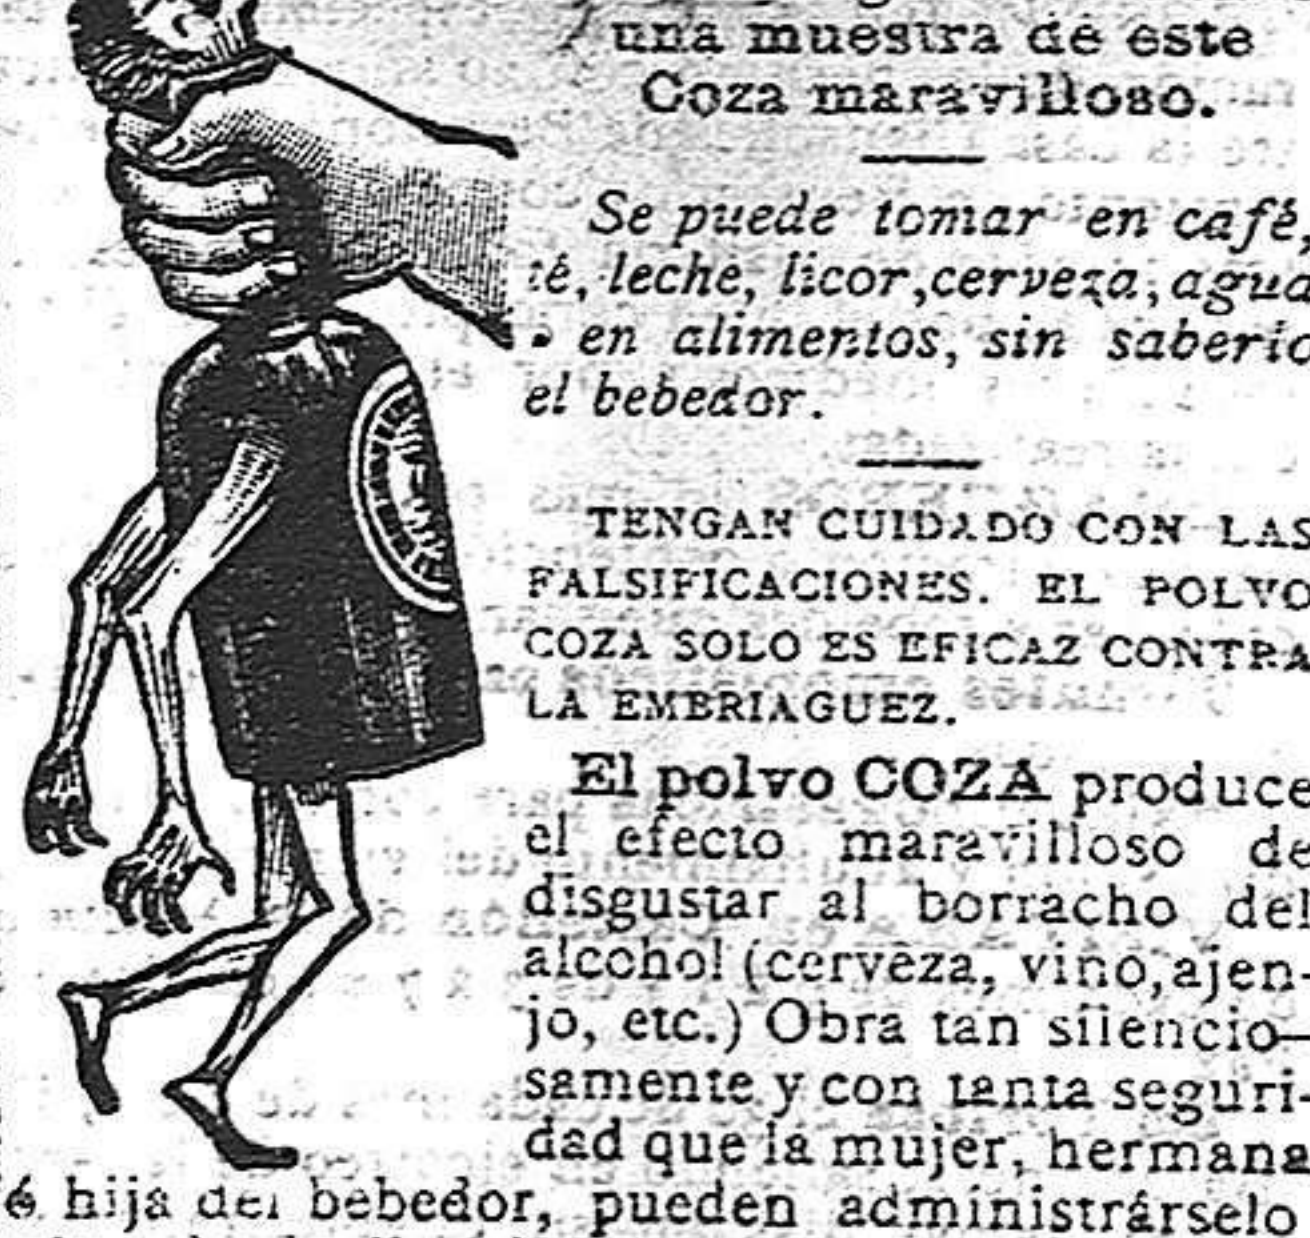 una muestra de este
Coza maravilloso.
Se puede tomar en café,
té, leche, licor, cerveza, agua
en alimentos, sin saberlo
el bebedor.
TENGAN CUIDADO CON LAS
FALSIFICACIONES. EL POLVO
COZA SOLO ES EFICAZ CONTRA
LA EMBRIAGUEZ.
El polvo COZA produce
el efecto maravilloso de
disgustar al borracho del
alcohol (cerveza, vino, ajen-
jo, etc.) Obra tan silencio-
samente y con tanta seguri-
dad que la mujer, hermana
é hija del bebedor, pueden administrárselo